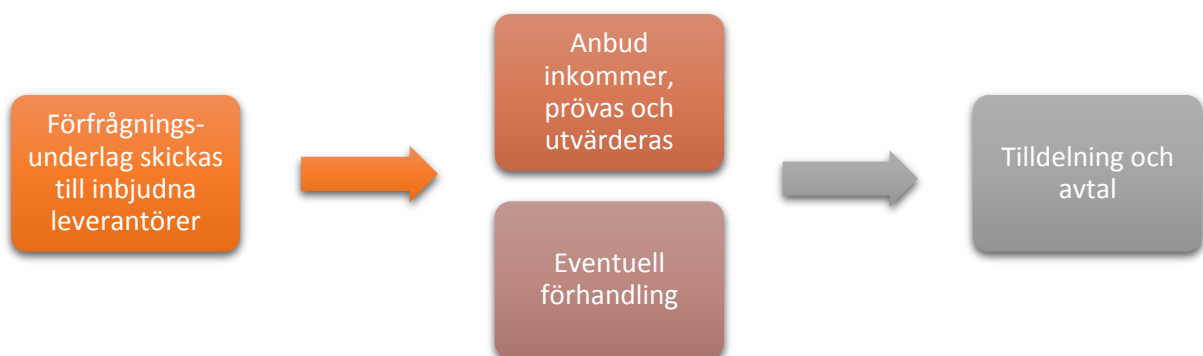 Förfrågnings-
underlag skickas
till inbjudna
leverantörer
Anbud
inkommer,
prövas och
utvärderas
Eventuell
förhandling
Tilldelning och
avtal